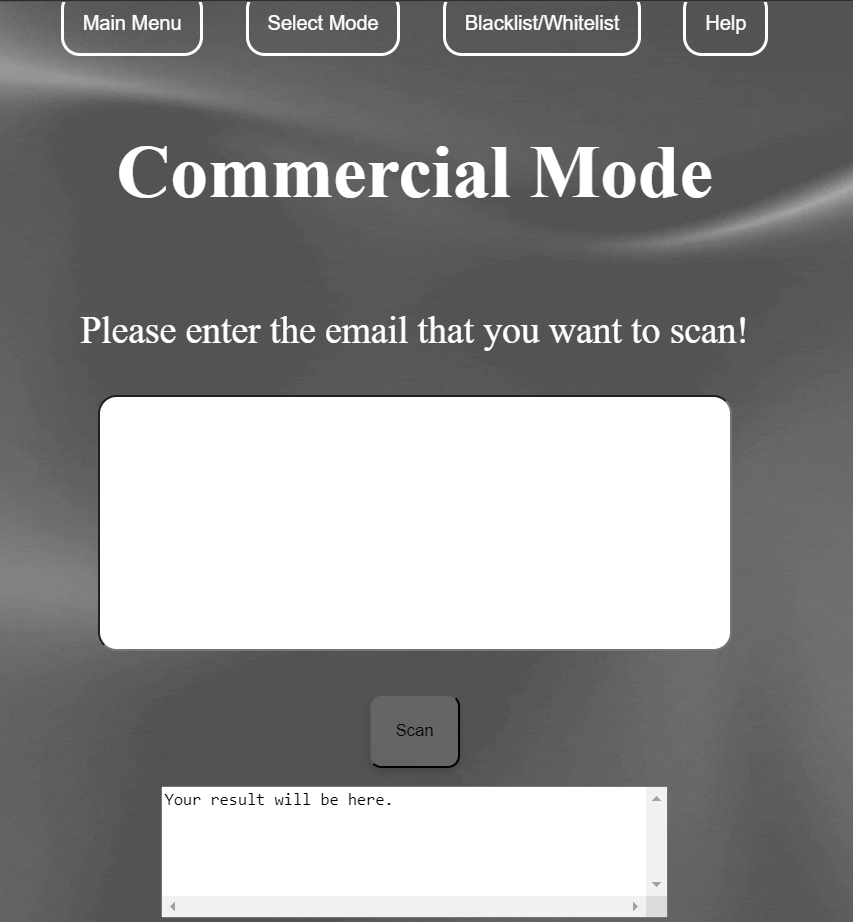 Main Menu Select Mode Blacklist/Whitelist Help
Commercial Mode
Please enter the email that you want to scan!
Scan
Your result will be here.